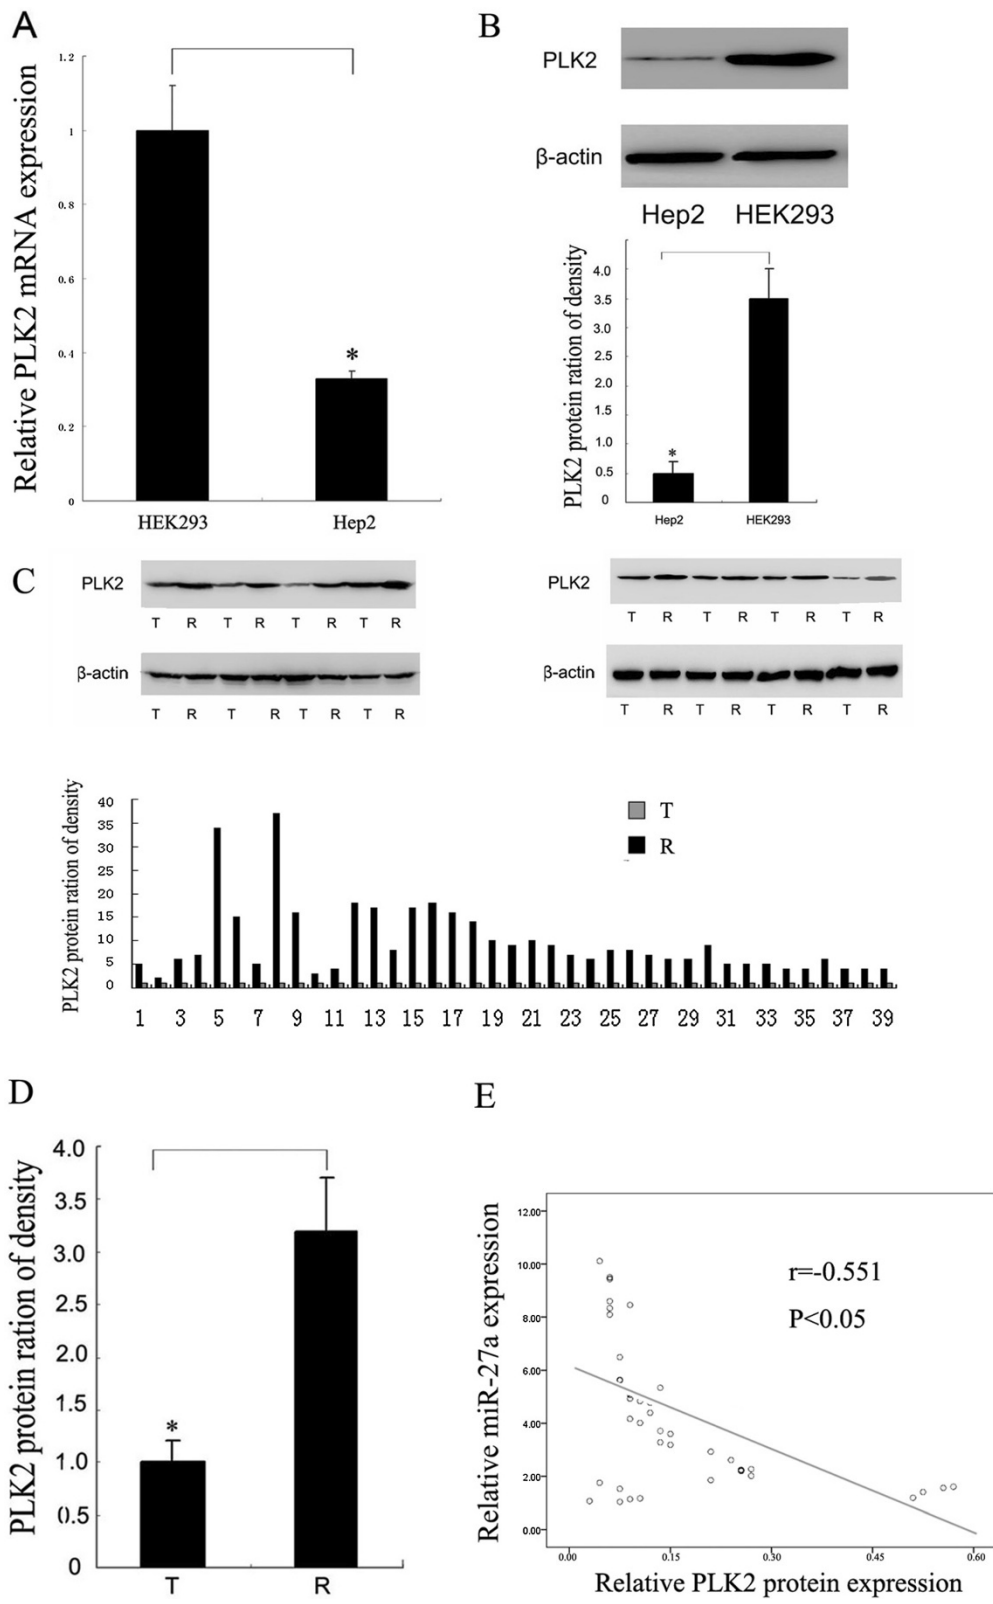 A
Relative PLK2 mRNA expression
1.2
1
0.8
0.6
0.4
0.2
0
*
HEK293 Hep2
B
PLK2
β-actin
Hep2 HEK293
PLK2 protein ration of density
4.0
3.5
3.0
2.5
2.0
1.5
1.0
0.5
0
*
Hep2 HEK293
C
PLK2
T R T R T R T R
β-actin
T R T R T R T R
PLK2
T R T R T R T R
β-actin
T R T R T R T R
PLK2 protein ration of density
40
35
30
25
20
15
10
5
0
T
R
1 3 5 7 9 11 13 15 17 19 21 23 25 27 29 31 33 35 37 39
D
PLK2 protein ration of density
4.0
3.5
3.0
2.5
2.0
1.5
1.0
0.5
0
*
T R
E
Relative miR-27a expression
12.00
10.00
8.00
6.00
4.00
2.00
0.00
r=-0.551
P<0.05
0.00 0.15 0.30 0.45 0.60
Relative PLK2 protein expression